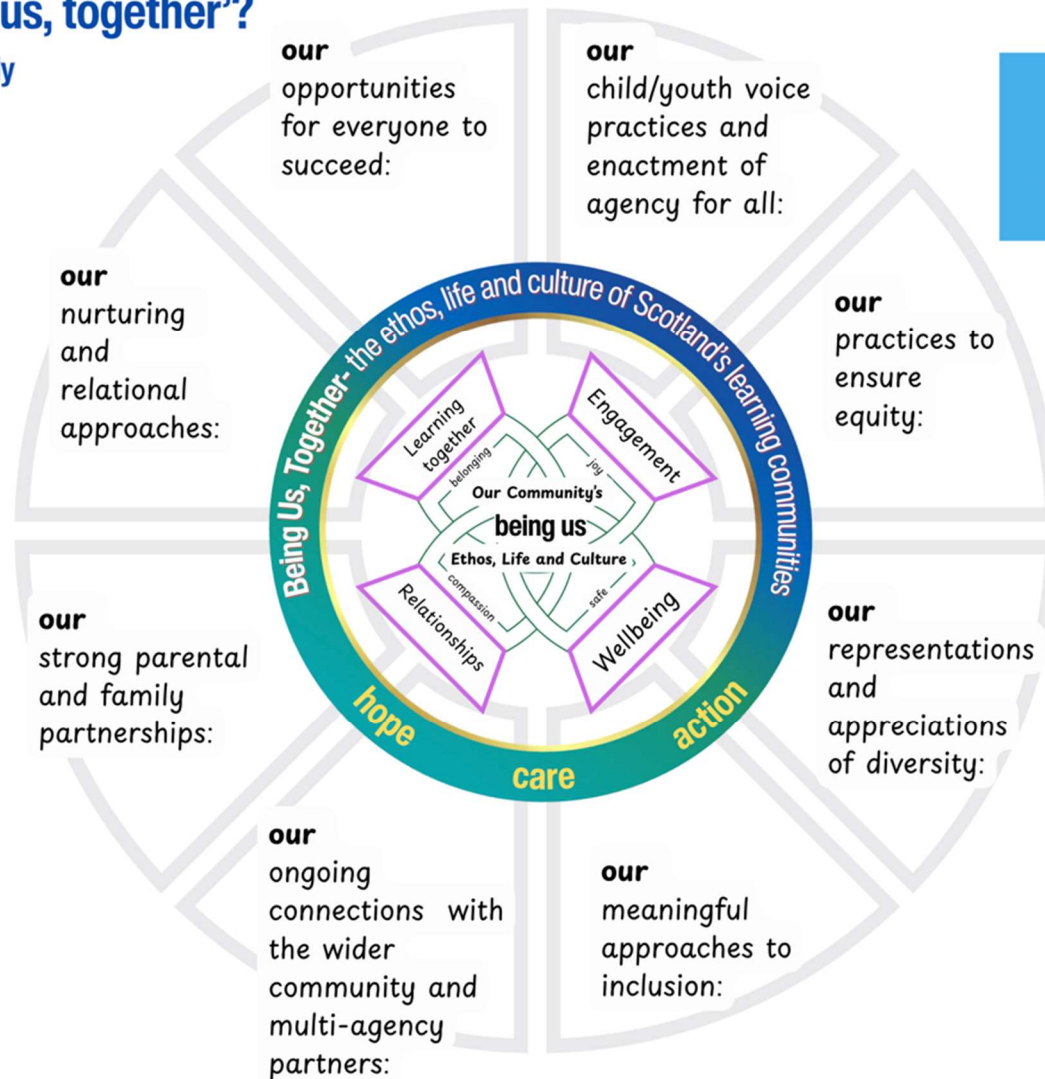 us, together’?
y
our
opportunities
for everyone to
succeed:
our
child/youth voice
practices and
enactment of
agency for all:
our
nurturing
and
relational
approaches:
our
practices to
ensure
equity:
Being Us, Together- the ethos, life and culture of Scotland's learning communities
Learning
together
belonging
Engagement
joy
Our Community's
being us
Ethos, Life and Culture
Relationships
compassion
Wellbeing
safe
hope
care
action
our
strong parental
and family
partnerships:
our
representations
and
appreciations
of diversity:
our
ongoing
connections with
the wider
community and
multi-agency
partners:
our
meaningful
approaches to
inclusion: